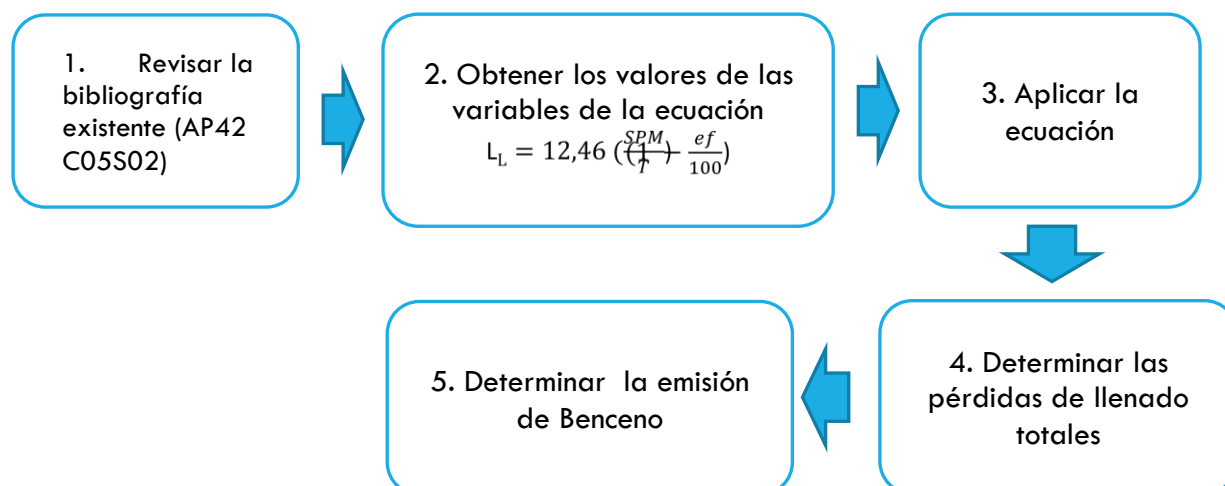 1. Revisar la
bibliografía
existente (AP42
C05S02)
2. Obtener los valores de las
variables de la ecuación
L_L = 12,46 (SPM/T) (1 - ef/100)
3. Aplicar la
ecuación
4. Determinar las
pérdidas de llenado
totales
5. Determinar la emisión
de Benceno